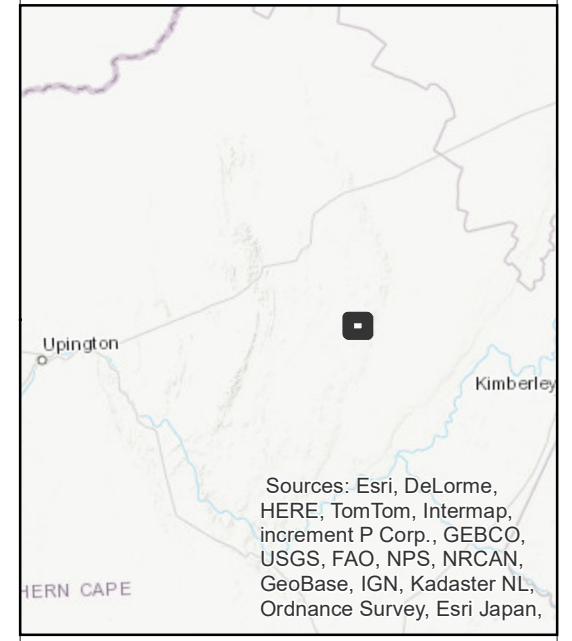 Upington
Kimberley
Sources: Esri, DeLorme,
HERE, TomTom, Intermap,
increment P Corp., GEBCO,
USGS, FAO, NPS, NRCAN,
GeoBase, IGN, Kadaster NL,
HERN CAPE
Ordnance Survey, Esri Japan,